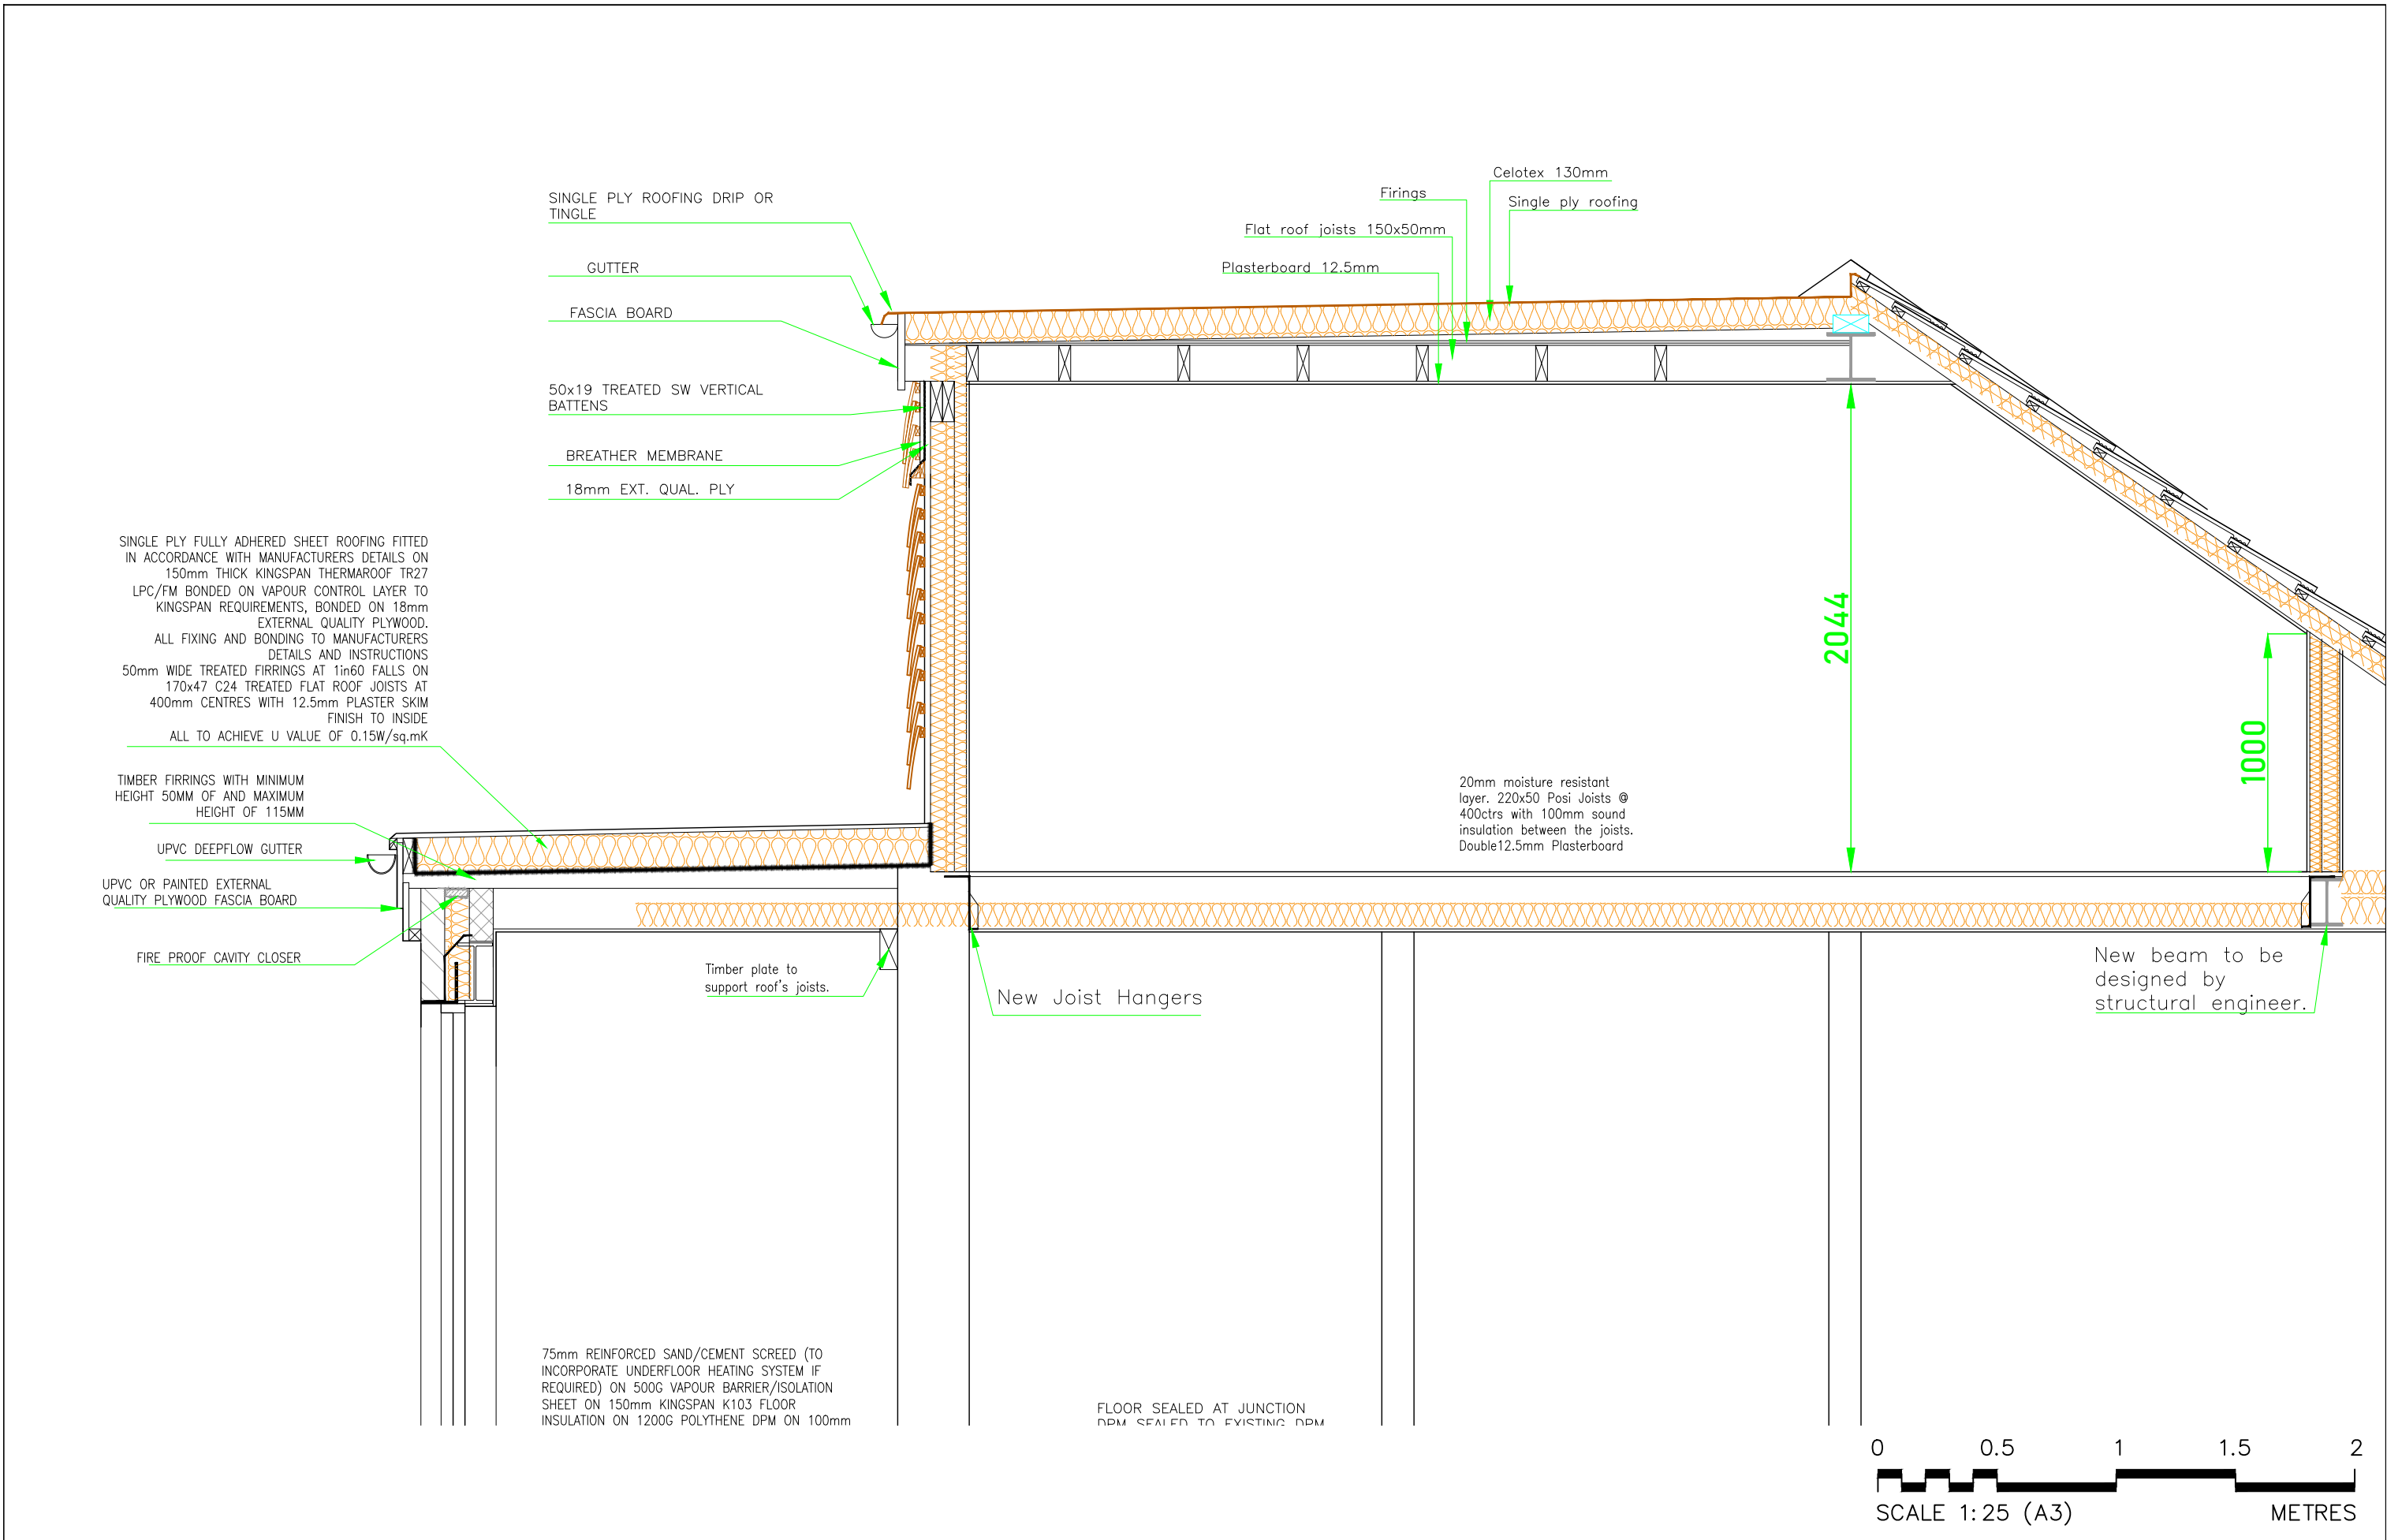 SINGLE PLY ROOFING DRIP OR
TINGLE
GUTTER
FASCIA BOARD
50x19 TREATED SW VERTICAL
BATTENS
BREATHER MEMBRANE
18mm EXT. QUAL. PLY
Celotex 130mm
Firings
Single ply roofing
Flat roof joists 150x50mm
Plasterboard 12.5mm
SINGLE PLY FULLY ADHERED SHEET ROOFING FITTED
IN ACCORDANCE WITH MANUFACTURERS DETAILS ON
150mm THICK KINGSPAN THERMAROOF TR27
LPC/FM BONDED ON VAPOUR CONTROL LAYER TO
KINGSPAN REQUIREMENTS, BONDED ON 18mm
EXTERNAL QUALITY PLYWOOD.
ALL FIXING AND BONDING TO MANUFACTURERS
DETAILS AND INSTRUCTIONS
50mm WIDE TREATED FIRRINGS AT 1in60 FALLS ON
170x47 C24 TREATED FLAT ROOF JOISTS AT
400mm CENTRES WITH 12.5mm PLASTER SKIM
FINISH TO INSIDE
ALL TO ACHIEVE U VALUE OF 0.15W/sq.mK
TIMBER FIRRINGS WITH MINIMUM
HEIGHT 50MM OF AND MAXIMUM
HEIGHT OF 115MM
UPVC DEEPFLOW GUTTER
UPVC OR PAINTED EXTERNAL
QUALITY PLYWOOD FASCIA BOARD
FIRE PROOF CAVITY CLOSER
2044
1000
20mm moisture resistant
layer. 220x50 Posi Joists @
400ctrs with 100mm sound
insulation between the joists.
Double12.5mm Plasterboard
Timber plate to
support roof's joists.
New Joist Hangers
New beam to be
designed by
structural engineer.
75mm REINFORCED SAND/CEMENT SCREED (TO
INCORPORATE UNDERFLOOR HEATING SYSTEM IF
REQUIRED) ON 500G VAPOUR BARRIER/ISOLATION
SHEET ON 150mm KINGSPAN K103 FLOOR
INSULATION ON 1200G POLYTHENE DPM ON 100mm
FLOOR SEALED AT JUNCTION
DPM SEALED TO EXISTING DPM
0 0.5 1 1.5 2
SCALE 1:25 (A3) METRES